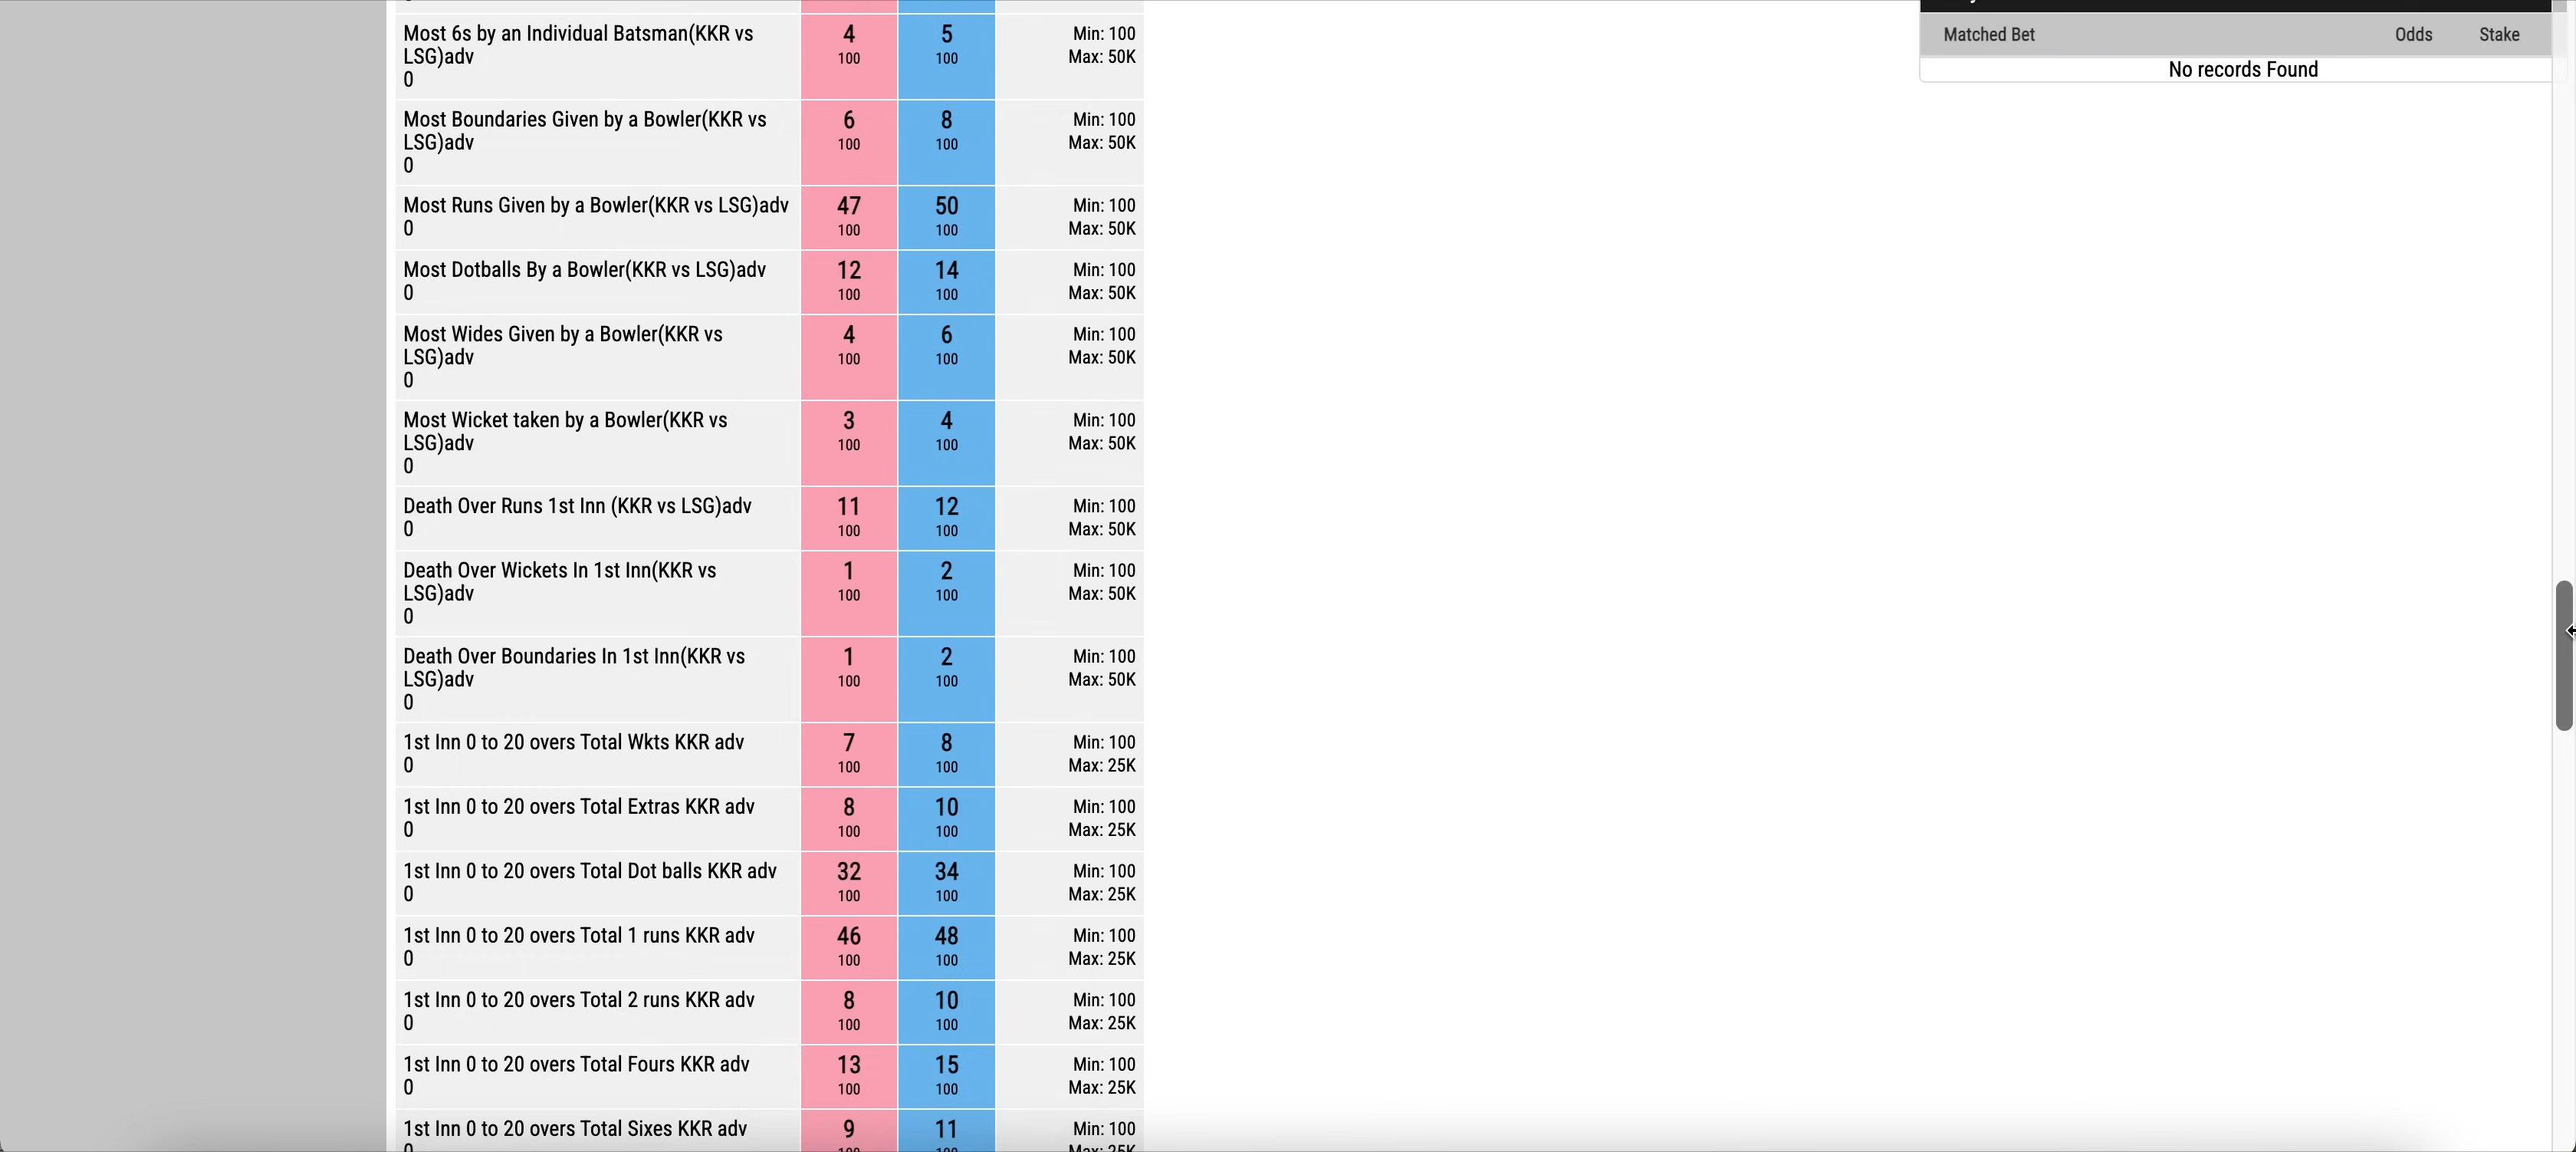 Matched Bet Odds Stake
No records Found
Most 6s by an Individual Batsman(KKR vs
LSG)adv
0
4
100
5
100
Min: 100
Max: 50K
Most Boundaries Given by a Bowler(KKR vs
LSG)adv
0
6
100
8
100
Min: 100
Max: 50K
Most Runs Given by a Bowler(KKR vs LSG)adv
0
47
100
50
100
Min: 100
Max: 50K
Most Dotballs By a Bowler(KKR vs LSG)adv
0
12
100
14
100
Min: 100
Max: 50K
Most Wides Given by a Bowler(KKR vs
LSG)adv
0
4
100
6
100
Min: 100
Max: 50K
Most Wicket taken by a Bowler(KKR vs
LSG)adv
0
3
100
4
100
Min: 100
Max: 50K
Death Over Runs 1st Inn (KKR vs LSG)adv
0
11
100
12
100
Min: 100
Max: 50K
Death Over Wickets In 1st Inn(KKR vs
LSG)adv
0
1
100
2
100
Min: 100
Max: 50K
Death Over Boundaries In 1st Inn(KKR vs
LSG)adv
0
1
100
2
100
Min: 100
Max: 50K
1st Inn 0 to 20 overs Total Wkts KKR adv
0
7
100
8
100
Min: 100
Max: 25K
1st Inn 0 to 20 overs Total Extras KKR adv
0
8
100
10
100
Min: 100
Max: 25K
1st Inn 0 to 20 overs Total Dot balls KKR adv
0
32
100
34
100
Min: 100
Max: 25K
1st Inn 0 to 20 overs Total 1 runs KKR adv
0
46
100
48
100
Min: 100
Max: 25K
1st Inn 0 to 20 overs Total 2 runs KKR adv
0
8
100
10
100
Min: 100
Max: 25K
1st Inn 0 to 20 overs Total Fours KKR adv
0
13
100
15
100
Min: 100
Max: 25K
1st Inn 0 to 20 overs Total Sixes KKR adv
0
9
100
11
100
Min: 100
Max: 25K